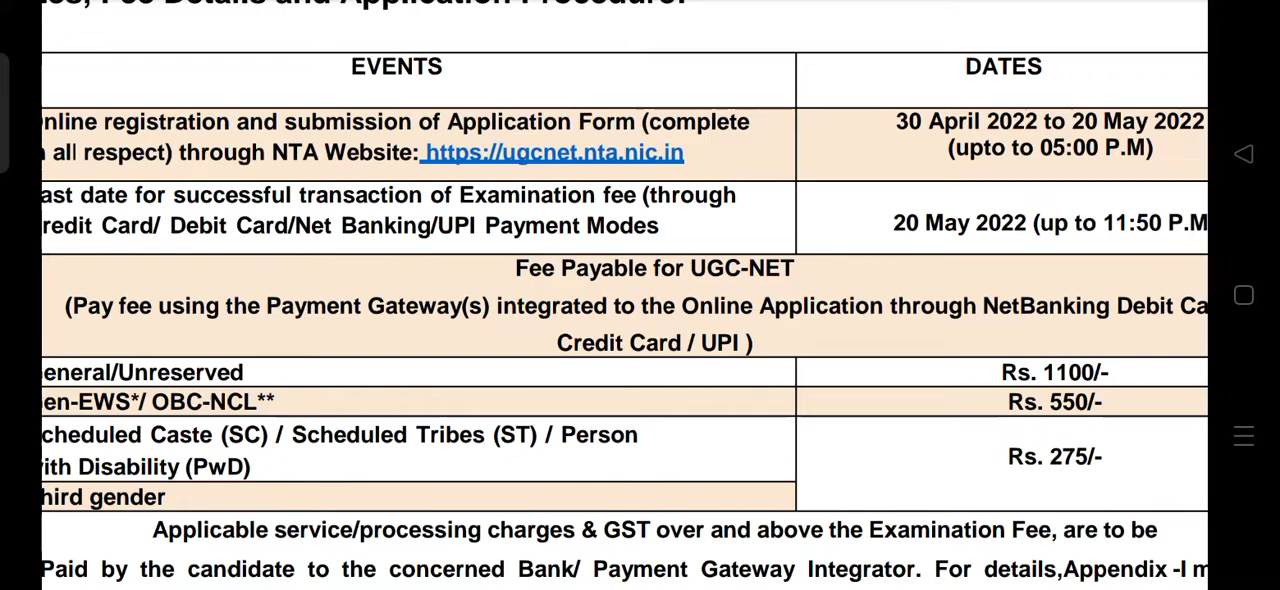 Fee Details and Application Procedure:
EVENTS
DATES
nline registration and submission of Application Form (complete
all respect) through NTA Website: https://ugcnet.nta.nic.in
30 April 2022 to 20 May 2022
(upto to 05:00 P.M)
ast date for successful transaction of Examination fee (through
redit Card/ Debit Card/Net Banking/UPI Payment Modes
20 May 2022 (up to 11:50 P.M
Fee Payable for UGC-NET
(Pay fee using the Payment Gateway(s) integrated to the Online Application through NetBanking Debit Ca
Credit Card / UPI )
eneral/Unreserved
Rs. 1100/-
en-EWS*/ OBC-NCL**
Rs. 550/-
cheduled Caste (SC) / Scheduled Tribes (ST) / Person
ith Disability (PwD)
Rs. 275/-
hird gender
Applicable service/processing charges & GST over and above the Examination Fee, are to be
Paid by the candidate to the concerned Bank/ Payment Gateway Integrator. For details,Appendix -I m